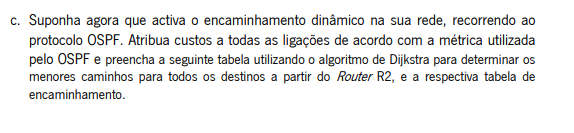 c. Suponha agora que activa o encaminhamento dinâmico na sua rede, recorrendo ao
protocolo OSPF. Atribua custos a todas as ligações de acordo com a métrica utilizada
pelo OSPF e preencha a seguinte tabela utilizando o algoritmo de Dijkstra para determinar os
menores caminhos para todos os destinos a partir do Router R2, e a respectiva tabela de
encaminhamento.